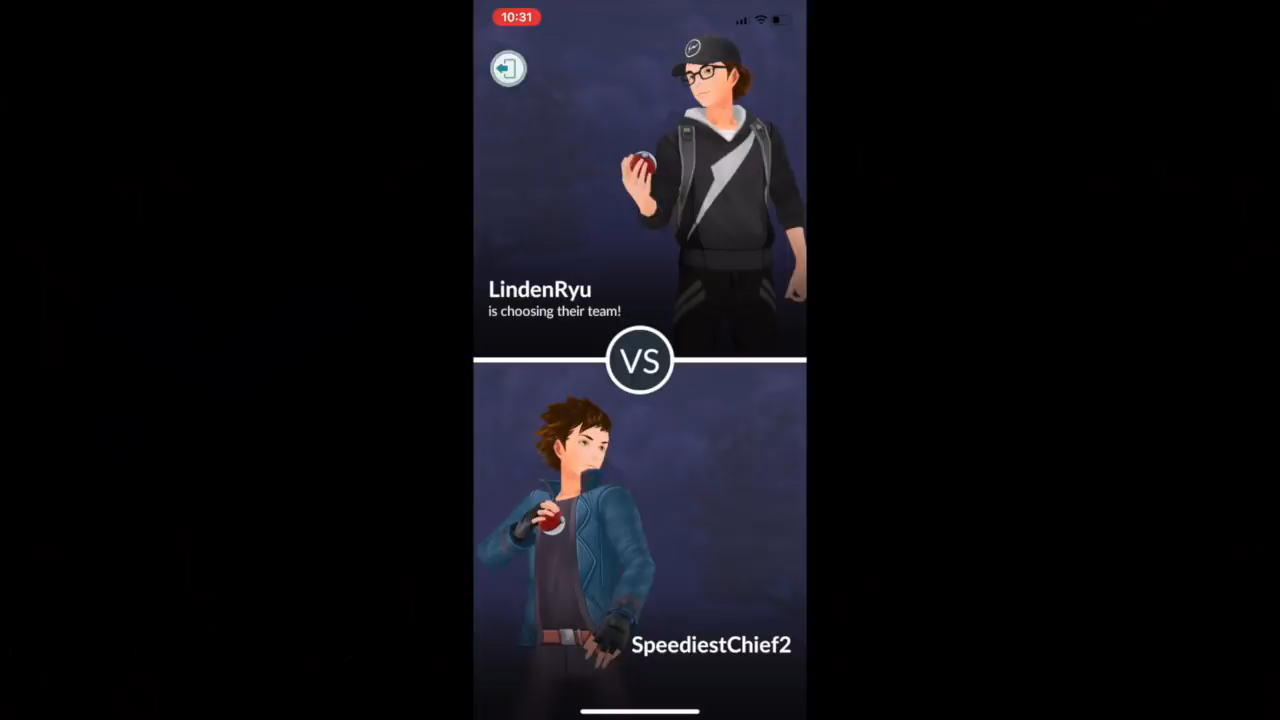 10:31
LindenRyu
is choosing their team!
VS
SpeediestChief2